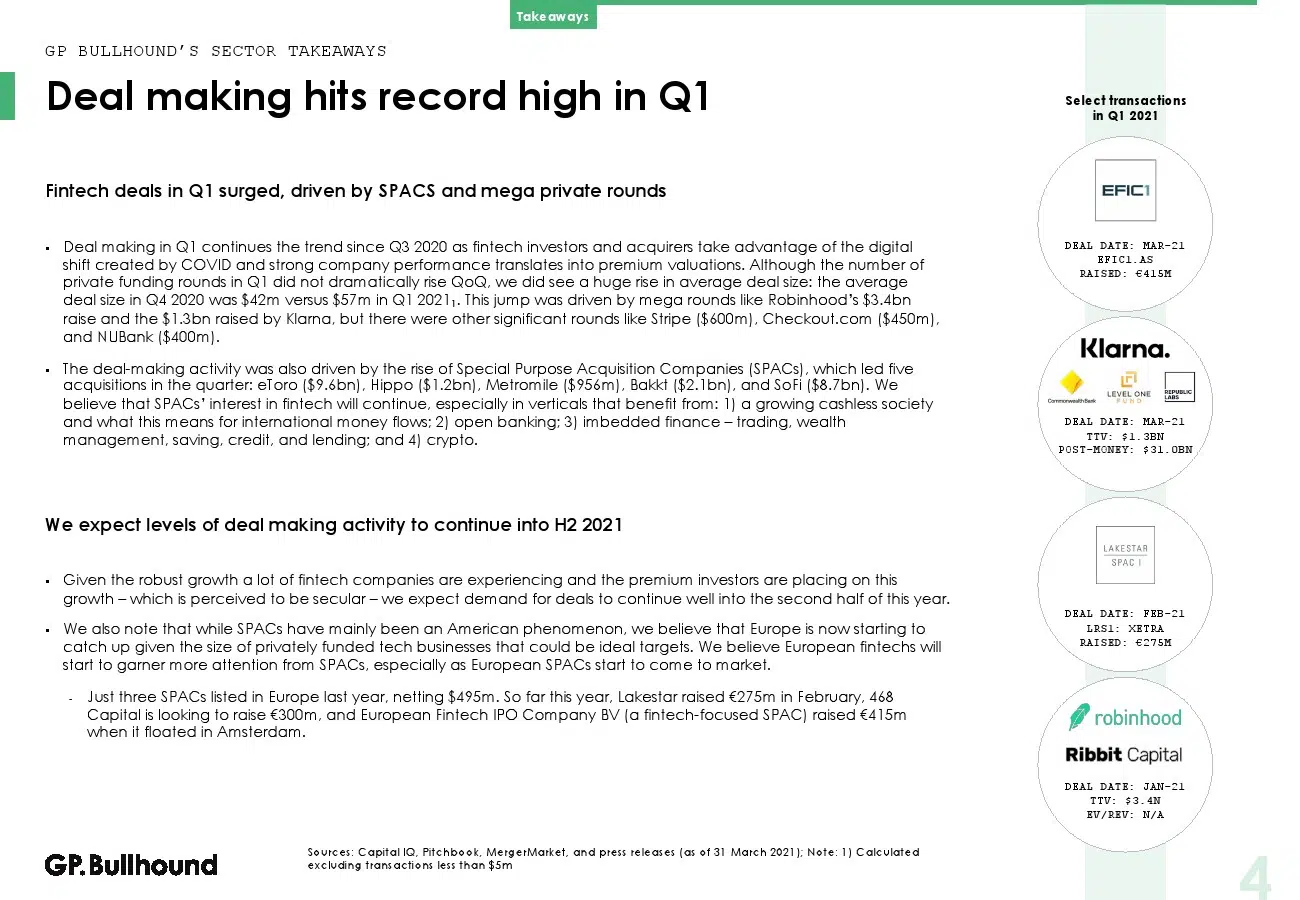 Takeaways
GP BULLHOUND'S SECTOR TAKEAWAYS
Deal making hits record high in Q1
Fintech deals in Q1 surged, driven by SPACS and mega private rounds
▪ Deal making in Q1 continues the trend since Q3 2020 as fintech investors and acquirers take advantage of the digital
shift created by COVID and strong company performance translates into premium valuations. Although the number of
private funding rounds in Q1 did not dramatically rise QoQ, we did see a huge rise in average deal size: the average
deal size in Q4 2020 was $42m versus $57m in Q1 2021₁. This jump was driven by mega rounds like Robinhood's $3.4bn
raise and the $1.3bn raised by Klarna, but there were other significant rounds like Stripe ($600m), Checkout.com ($450m),
and NUBank ($400m).
▪ The deal-making activity was also driven by the rise of Special Purpose Acquisition Companies (SPACs), which led five
acquisitions in the quarter: eToro ($9.6bn), Hippo ($1.2bn), Metromile ($956m), Bakkt ($2.1bn), and SoFi ($8.7bn). We
believe that SPACs' interest in fintech will continue, especially in verticals that benefit from: 1) a growing cashless society
and what this means for international money flows; 2) open banking; 3) imbedded finance – trading, wealth
management, saving, credit, and lending; and 4) crypto.
We expect levels of deal making activity to continue into H2 2021
▪ Given the robust growth a lot of fintech companies are experiencing and the premium investors are placing on this
growth – which is perceived to be secular – we expect demand for deals to continue well into the second half of this year.
▪ We also note that while SPACs have mainly been an American phenomenon, we believe that Europe is now starting to
catch up given the size of privately funded tech businesses that could be ideal targets. We believe European fintechs will
start to garner more attention from SPACs, especially as European SPACs start to come to market.
- Just three SPACs listed in Europe last year, netting $495m. So far this year, Lakestar raised €275m in February, 468
Capital is looking to raise €300m, and European Fintech IPO Company BV (a fintech-focused SPAC) raised €415m
when it floated in Amsterdam.
Select transactions
in Q1 2021
EFIC1
DEAL DATE: MAR-21
EFIC1.AS
RAISED: €415M
Klarna.
CommonwealthBank
LEVEL ONE
FUND
REPUBLIC
LABS
DEAL DATE: MAR-21
TTV: $1.3BN
POST-MONEY: $31.0BN
LAKESTAR
SPAC I
DEAL DATE: FEB-21
LRS1: XETRA
RAISED: €275M
robinhood
Ribbit Capital
DEAL DATE: JAN-21
TTV: $3.4N
EV/REV: N/A
GP.Bullhound
Sources: Capital IQ, Pitchbook, MergerMarket, and press releases (as of 31 March 2021); Note: 1) Calculated
excluding transactions less than $5m
4